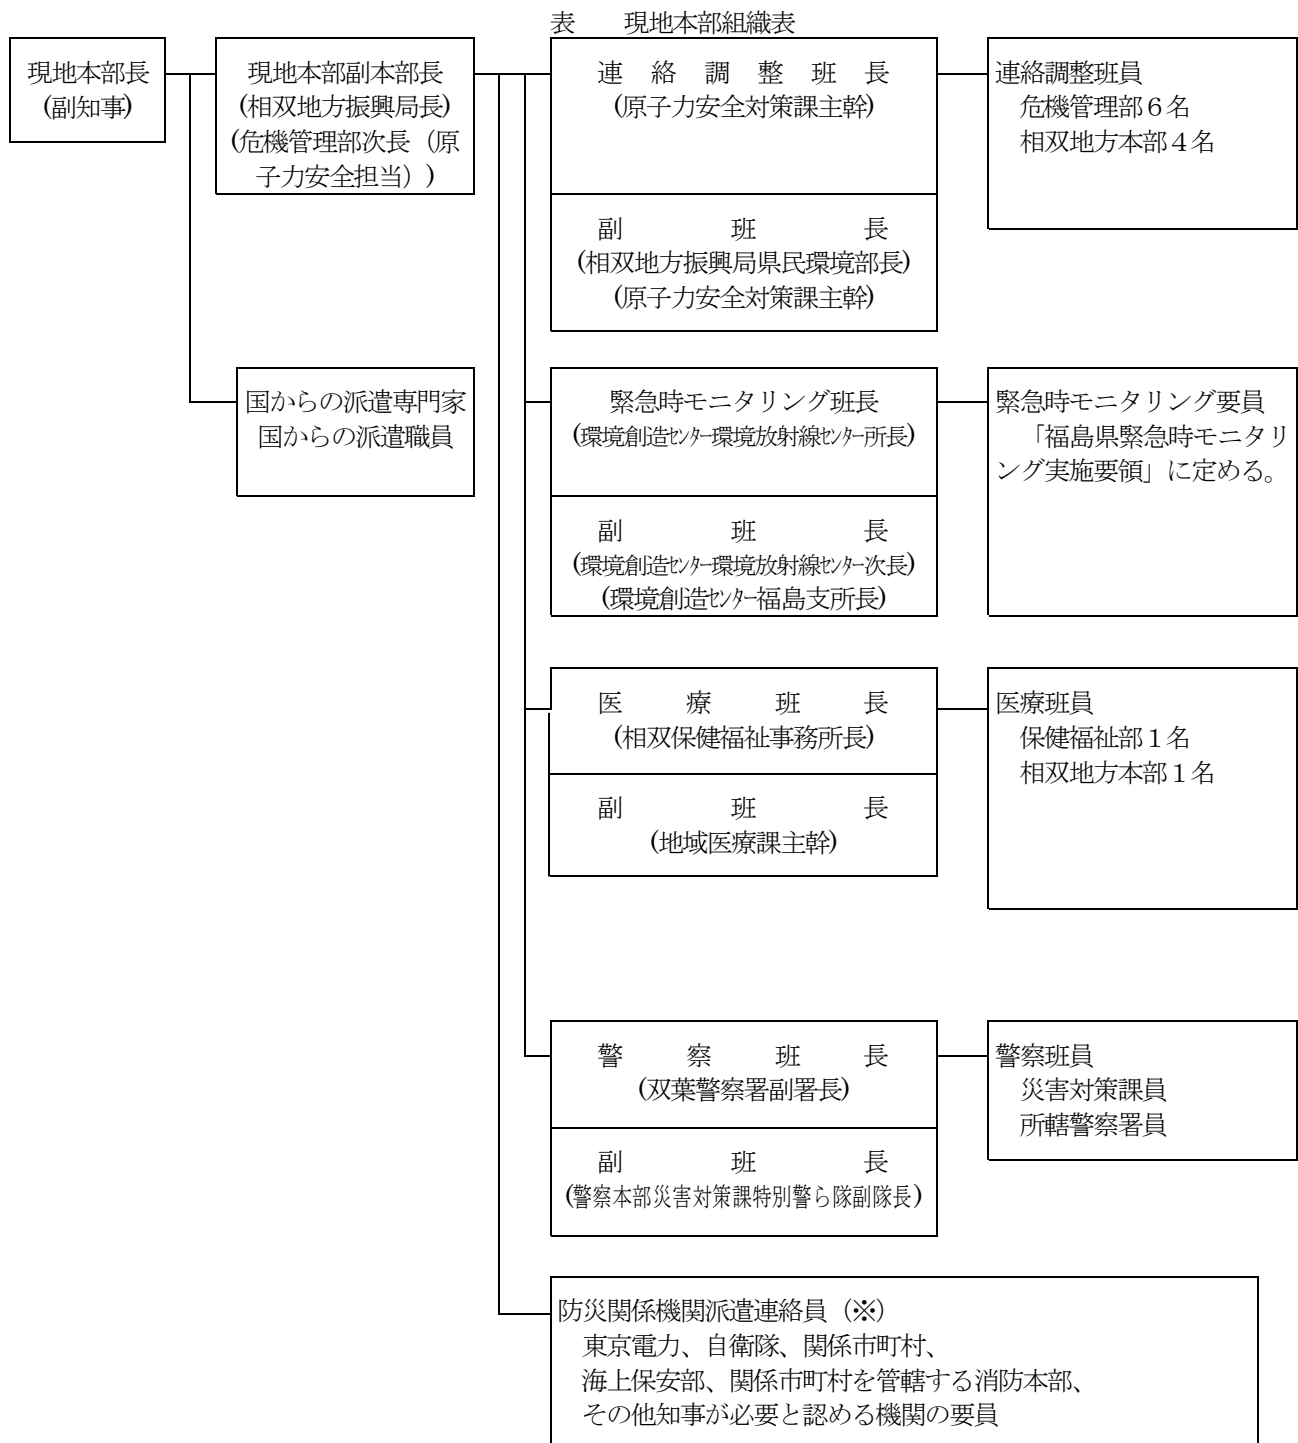 表　　現地本部組織表
現地本部長
(副知事)
現地本部副本部長
(相双地方振興局長)
(危機管理部次長（原
子力安全担当）)
連　絡　調　整　班　長
(原子力安全対策課主幹)
副　　　　班　　　　長
(相双地方振興局県民環境部長)
(原子力安全対策課主幹)
連絡調整班員
危機管理部６名
相双地方本部４名
国からの派遣専門家
国からの派遣職員
緊急時モニタリング班長
(環境創造ｾﾝﾀｰ環境放射線ｾﾝﾀｰ所長)
副　　　　班　　　　長
(環境創造ｾﾝﾀｰ環境放射線ｾﾝﾀｰ次長)
(環境創造ｾﾝﾀｰ福島支所長)
緊急時モニタリング要員
「福島県緊急時モニタリ
ング実施要領」に定める。
医　　療　　班　　長
(相双保健福祉事務所長)
副　　　　班　　　　長
(地域医療課主幹)
医療班員
保健福祉部１名
相双地方本部１名
警　　察　　班　　長
(双葉警察署副署長)
副　　　　班　　　　長
(警察本部災害対策課特別警ら隊副隊長)
警察班員
災害対策課員
所轄警察署員
防災関係機関派遣連絡員（※）
東京電力、自衛隊、関係市町村、
海上保安部、関係市町村を管轄する消防本部、
その他知事が必要と認める機関の要員